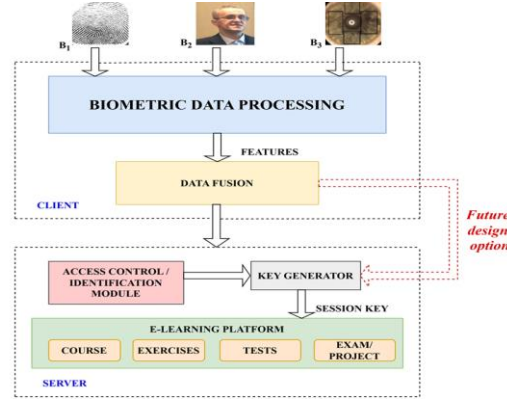 B1
B2
B3
BIOMETRIC DATA PROCESSING
FEATURES
DATA FUSION
CLIENT
Future
design
option
ACCESS CONTROL /
IDENTIFICATION
MODULE
KEY GENERATOR
SESSION KEY
E-LEARNING PLATFORM
COURSE
EXERCISES
TESTS
EXAM/
PROJECT
SERVER